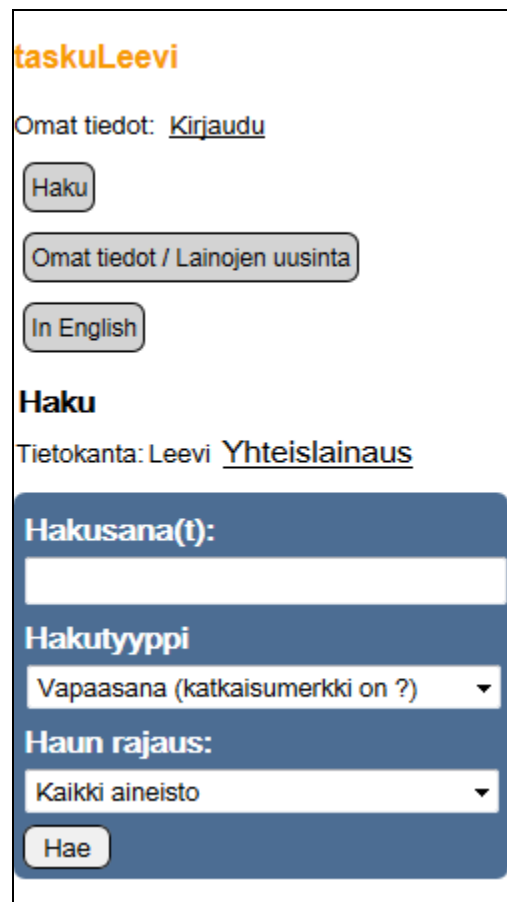 taskuLeevi
Omat tiedot: Kirjaudu
Haku
Omat tiedot / Lainojen uusinta
In English
Haku
Tietokanta: Leevi Yhteislainaus
Hakusana(t):
Hakutyyppi
Vapaasana (katkaisumerkki on ?)
Haun rajaus:
Kaikki aineisto
Hae